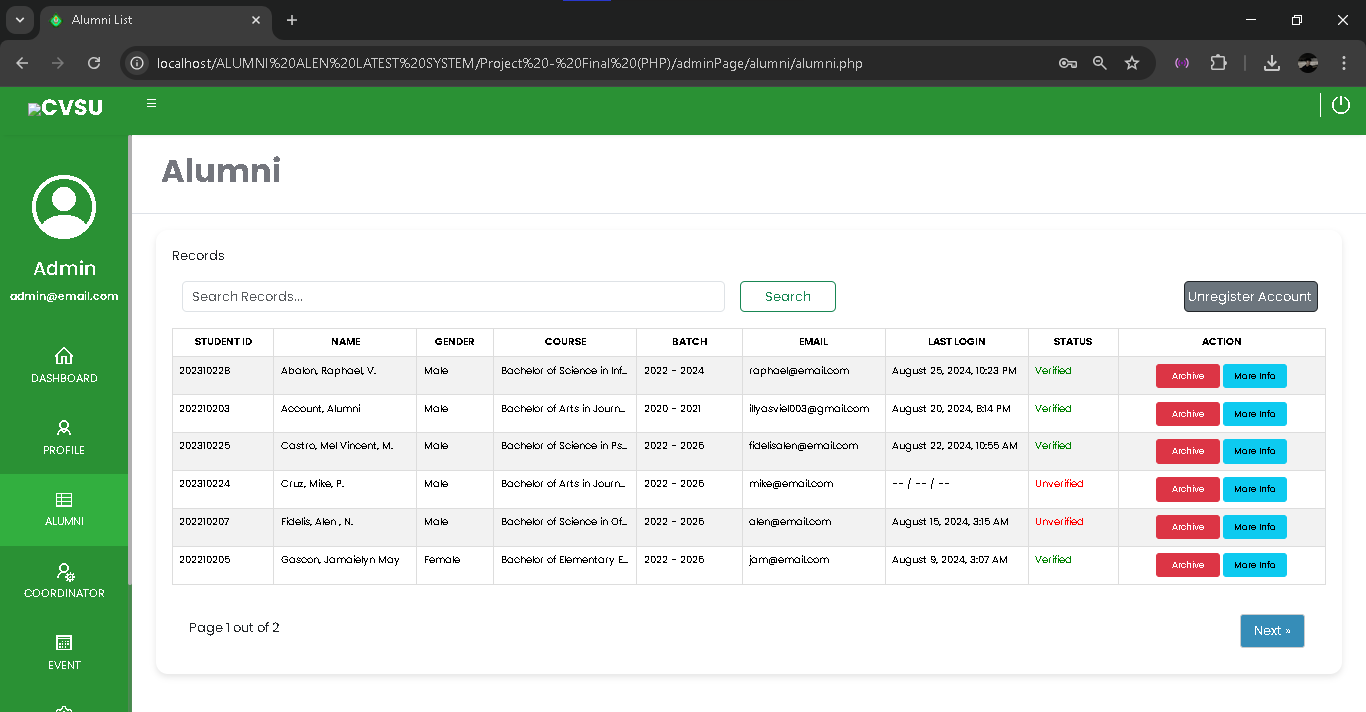 Alumni List
localhost/ALUMNI%20ALEN%20LATEST%20SYSTEM/Project%20-%20Final%20(PHP)/adminPage/alumni/alumni.php
CVSU
Admin
admin@email.com
DASHBOARD
PROFILE
ALUMNI
COORDINATOR
EVENT
Alumni
Records
Search Records... Search Unregister Account
STUDENT ID NAME GENDER COURSE BATCH EMAIL LAST LOGIN STATUS ACTION
202310228 Abalon, Raphael, V. Male Bachelor of Science in Inf... 2022 - 2024 raphael@email.com August 25, 2024, 10:23 PM Verified Archive More Info
202210203 Account, Alumni Male Bachelor of Arts in Journ... 2020 - 2021 illyasviel003@gmail.com August 20, 2024, 8:14 PM Verified Archive More Info
202310225 Castro, Mel Vincent, M. Male Bachelor of Science in Ps... 2022 - 2026 fidelisalen@email.com August 22, 2024, 10:55 AM Verified Archive More Info
202310224 Cruz, Mike, P. Male Bachelor of Arts in Journ... 2022 - 2026 mike@email.com -- / -- / -- Unverified Archive More Info
202210207 Fidelis, Alen , N. Male Bachelor of Science in Of... 2022 - 2026 alen@email.com August 15, 2024, 3:15 AM Unverified Archive More Info
202210205 Gascon, Jamaielyn May Female Bachelor of Elementary E... 2022 - 2026 jam@email.com August 9, 2024, 3:07 AM Verified Archive More Info
Page 1 out of 2 Next »